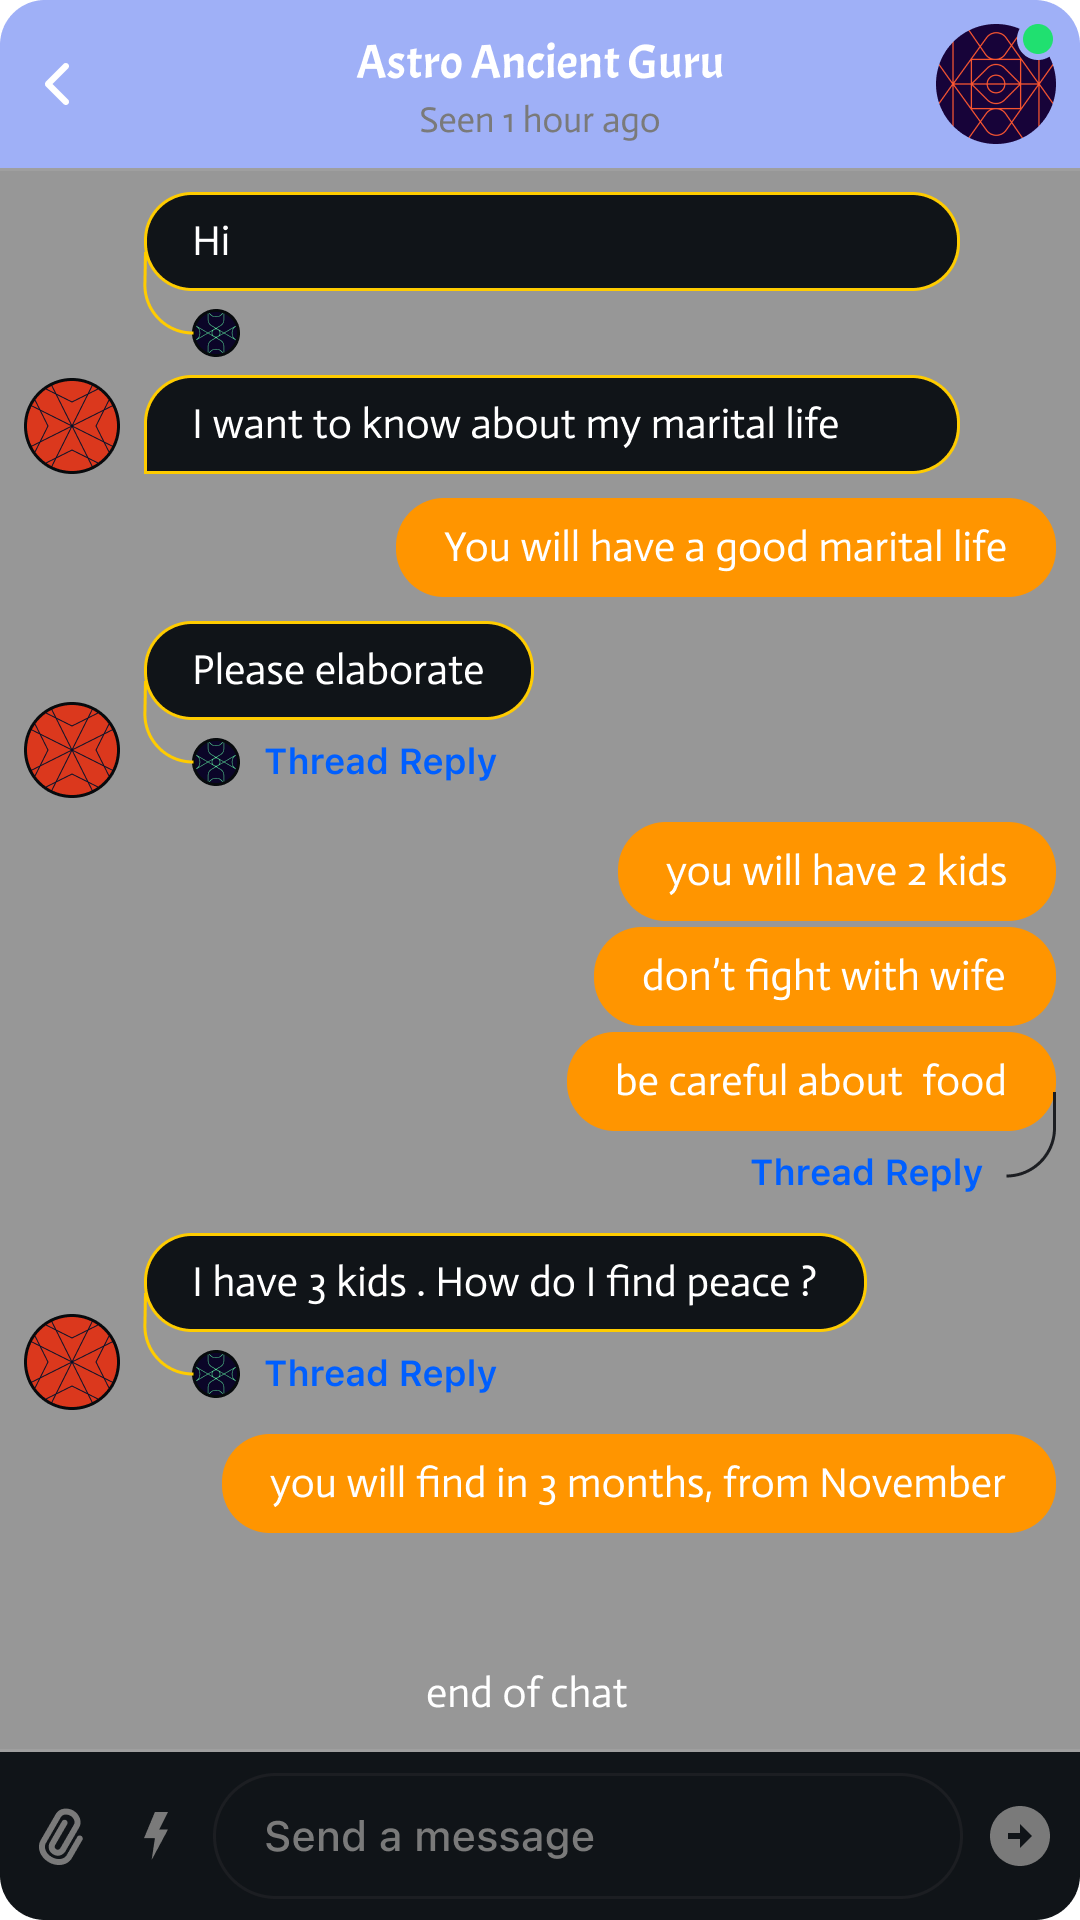 Astro Ancient Guru
Seen 1 hour ago
Hi
I want to know about my marital life
You will have a good marital life
Please elaborate
Thread Reply
you will have 2 kids
don't fight with wife
be careful about  food
Thread Reply
I have 3 kids . How do I find peace ?
Thread Reply
you will find in 3 months, from November
end of chat
Send a message